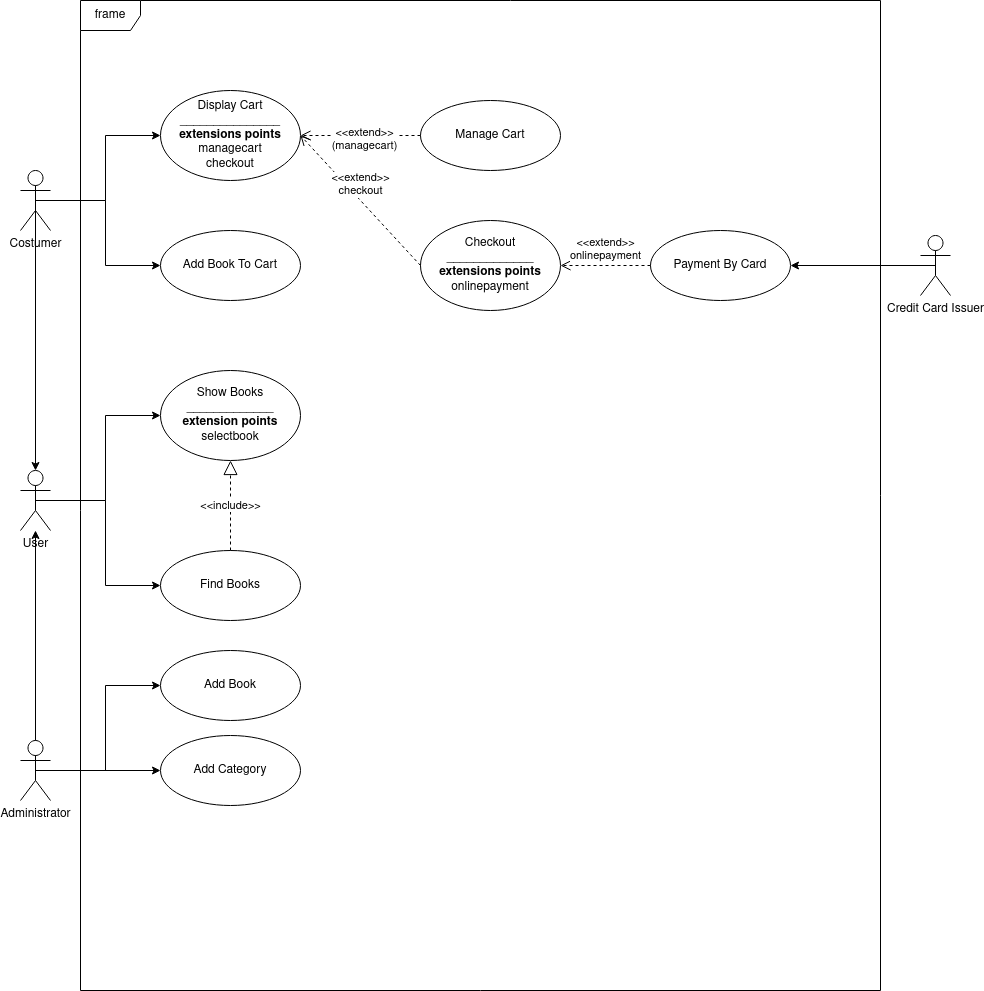 frame
Display Cart
extensions points
managecart
checkout
<<extend>>
(managecart)
Manage Cart
<<extend>>
checkout
Costumer
Add Book To Cart
Checkout
extensions points
onlinepayment
<<extend>>
onlinepayment
Payment By Card
Credit Card Issuer
Show Books
extension points
selectbook
<<include>>
User
Find Books
Add Book
Add Category
Administrator